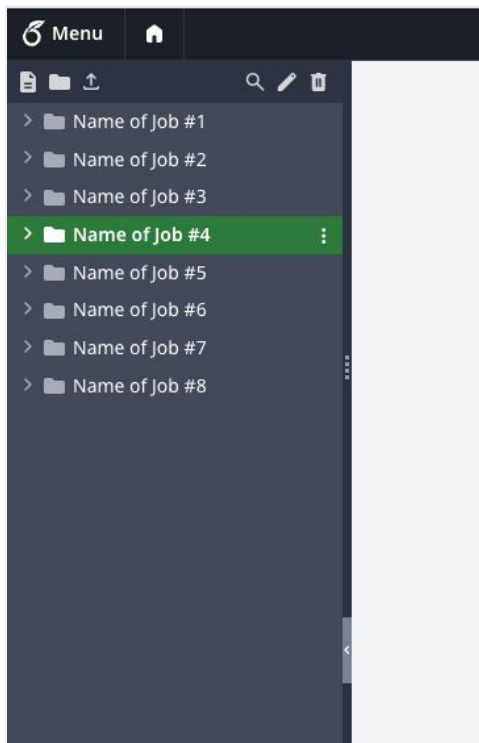 Menu
Name of Job #1
Name of Job #2
Name of Job #3
Name of Job #4
Name of Job #5
Name of Job #6
Name of Job #7
Name of Job #8